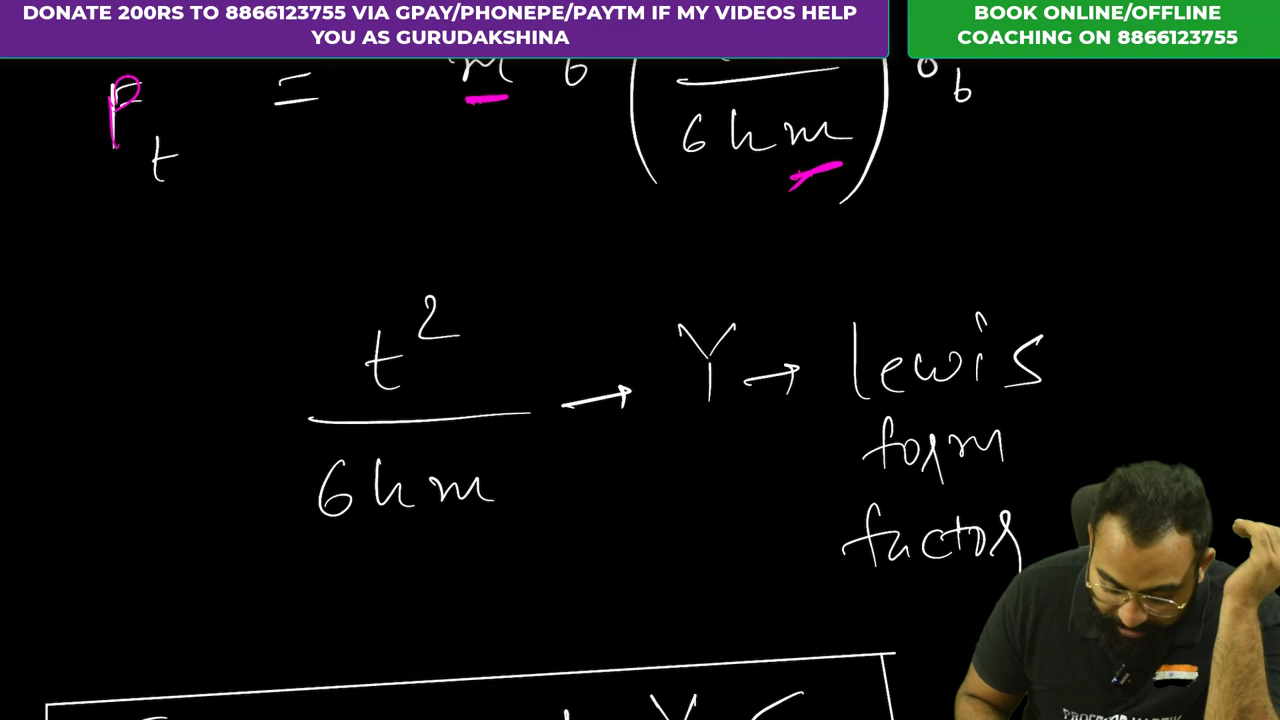 DONATE 200RS TO 8866123755 VIA GPAY/PHONEPE/PAYTM IF MY VIDEOS HELP
YOU AS GURUDAKSHINA
BOOK ONLINE/OFFLINE
COACHING ON 8866123755
P_t = m b ( / 6hm ) σ_b
t² / 6hm → Y → lewis
form
factor
Y